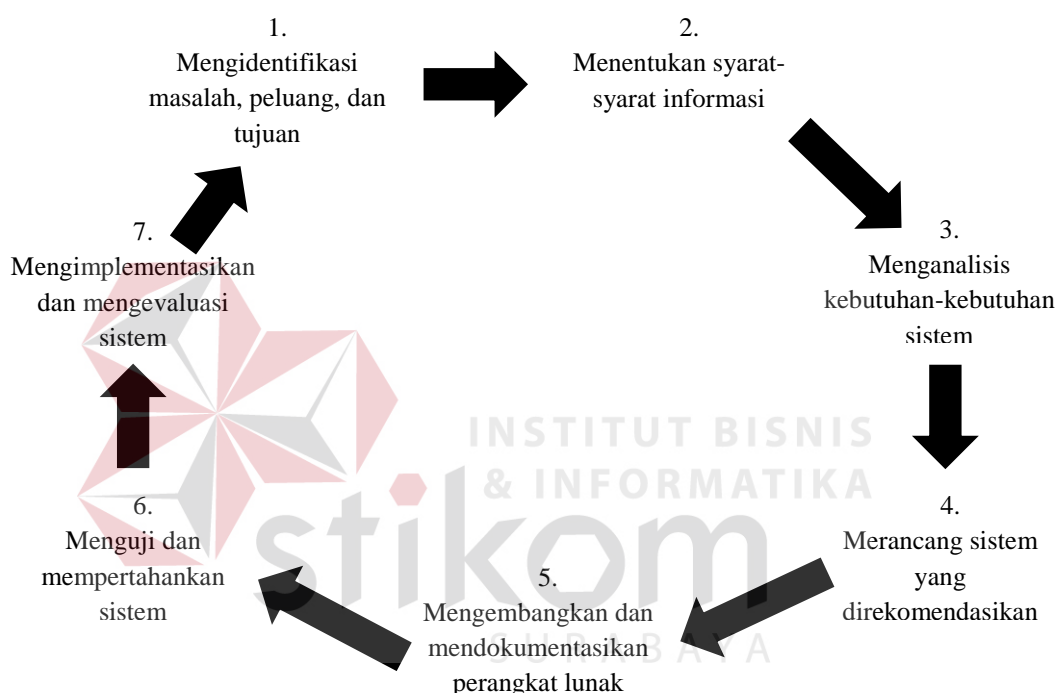 1.
Mengidentifikasi
masalah, peluang, dan
tujuan
2.
Menentukan syarat-
syarat informasi
3.
Menganalisis
kebutuhan-kebutuhan
sistem
4.
Merancang sistem
yang
direkomendasikan
5.
Mengembangkan dan
mendokumentasikan
perangkat lunak
6.
Menguji dan
mempertahankan
sistem
7.
Mengimplementasikan
dan mengevaluasi
sistem
INSTITUT BISNIS
& INFORMATIKA
stikom
SURABAYA